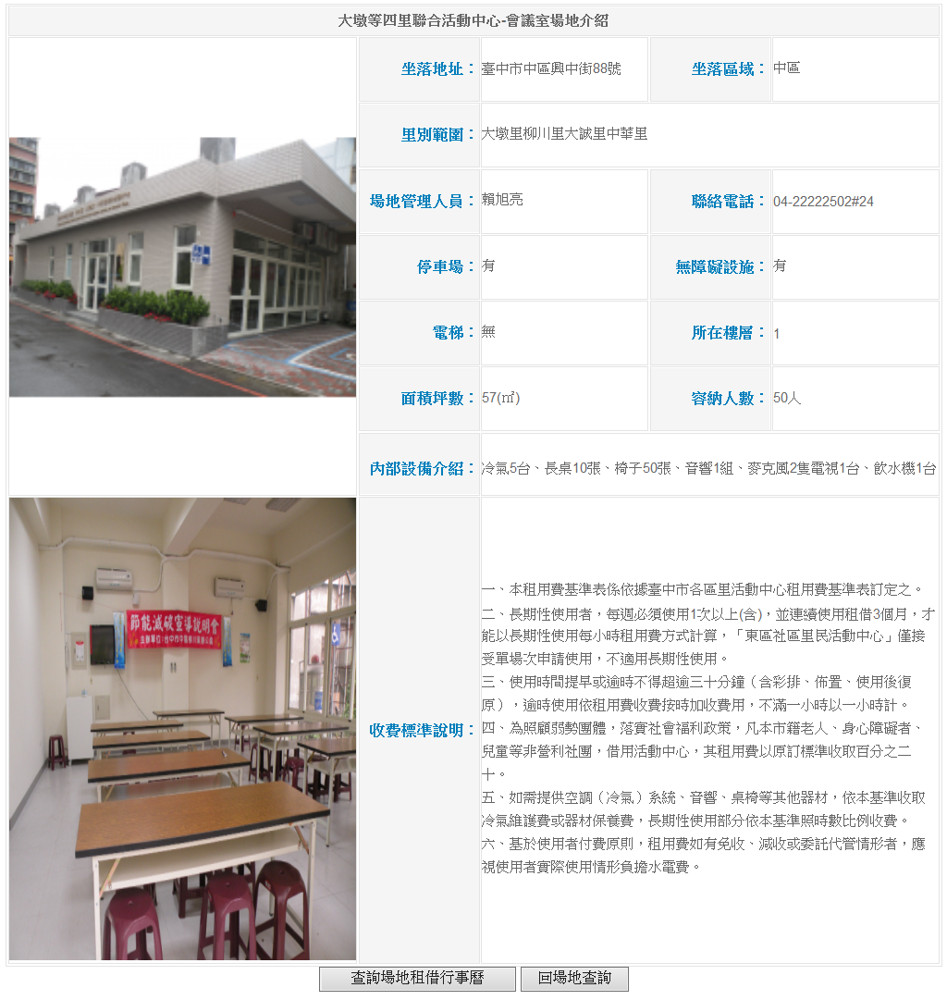 大墩等四里聯合活動中心-會議室場地介紹
坐落地址：臺中市中區興中街88號 坐落區域：中區
里別範圍：大墩里柳川里大誠里中華里
場地管理人員：賴旭亮 聯絡電話：04-22222502#24
停車場：有 無障礙設施：有
電梯：無 所在樓層：1
面積坪數：57(㎡) 容納人數：50人
內部設備介紹：冷氣5台、長桌10張、椅子50張、音響1組、麥克風2隻電視1台、飲水機1台
節能減碳宣導說明會
收費標準說明：
一、本租用費基準表係依據臺中市各區里活動中心租用費基準表訂定之。
二、長期性使用者，每週必須使用1次以上(含)，並連續使用租借3個月，才
能以長期性使用每小時租用費方式計算，「東區社區里民活動中心」僅接
受單場次申請使用，不適用長期性使用。
三、使用時間提早或逾時不得超逾三十分鐘（含彩排、佈置、使用後復
原），逾時使用依租用費收費按時加收費用，不滿一小時以一小時計。
四、為照顧弱勢團體，落實社會福利政策，凡本市籍老人、身心障礙者、
兒童等非營利社團，借用活動中心，其租用費以原訂標準收取百分之二
十。
五、如需提供空調（冷氣）系統、音響、桌椅等其他器材，依本基準收取
冷氣維護費或器材保養費，長期性使用部分依本基準照時數比例收費。
六、基於使用者付費原則，租用費如有免收、減收或委託代管情形者，應
視使用者實際使用情形負擔水電費。
查詢場地租借行事曆 回場地查詢